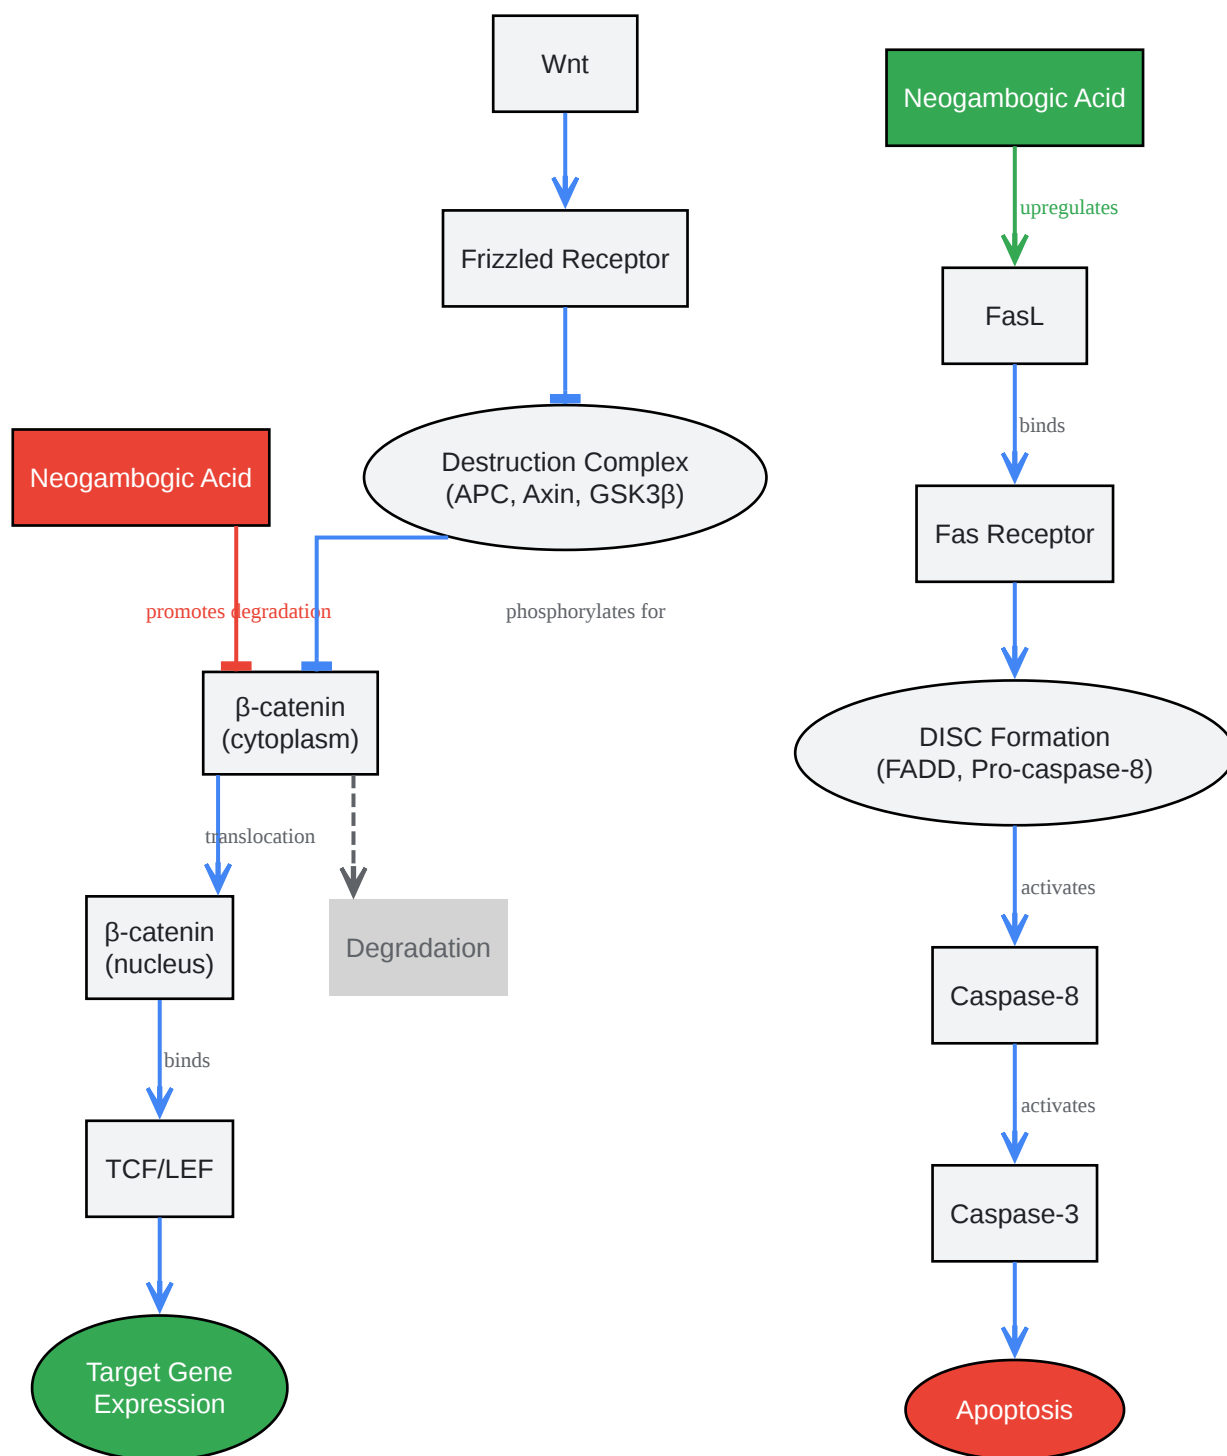 Wnt
Frizzled Receptor
Destruction Complex
(APC, Axin, GSK3β)
Neogambogic Acid
promotes degradation
phosphorylates for
β-catenin
(cytoplasm)
translocation
β-catenin
(nucleus)
Degradation
binds
TCF/LEF
Target Gene
Expression
Neogambogic Acid
upregulates
FasL
binds
Fas Receptor
DISC Formation
(FADD, Pro-caspase-8)
activates
Caspase-8
activates
Caspase-3
Apoptosis